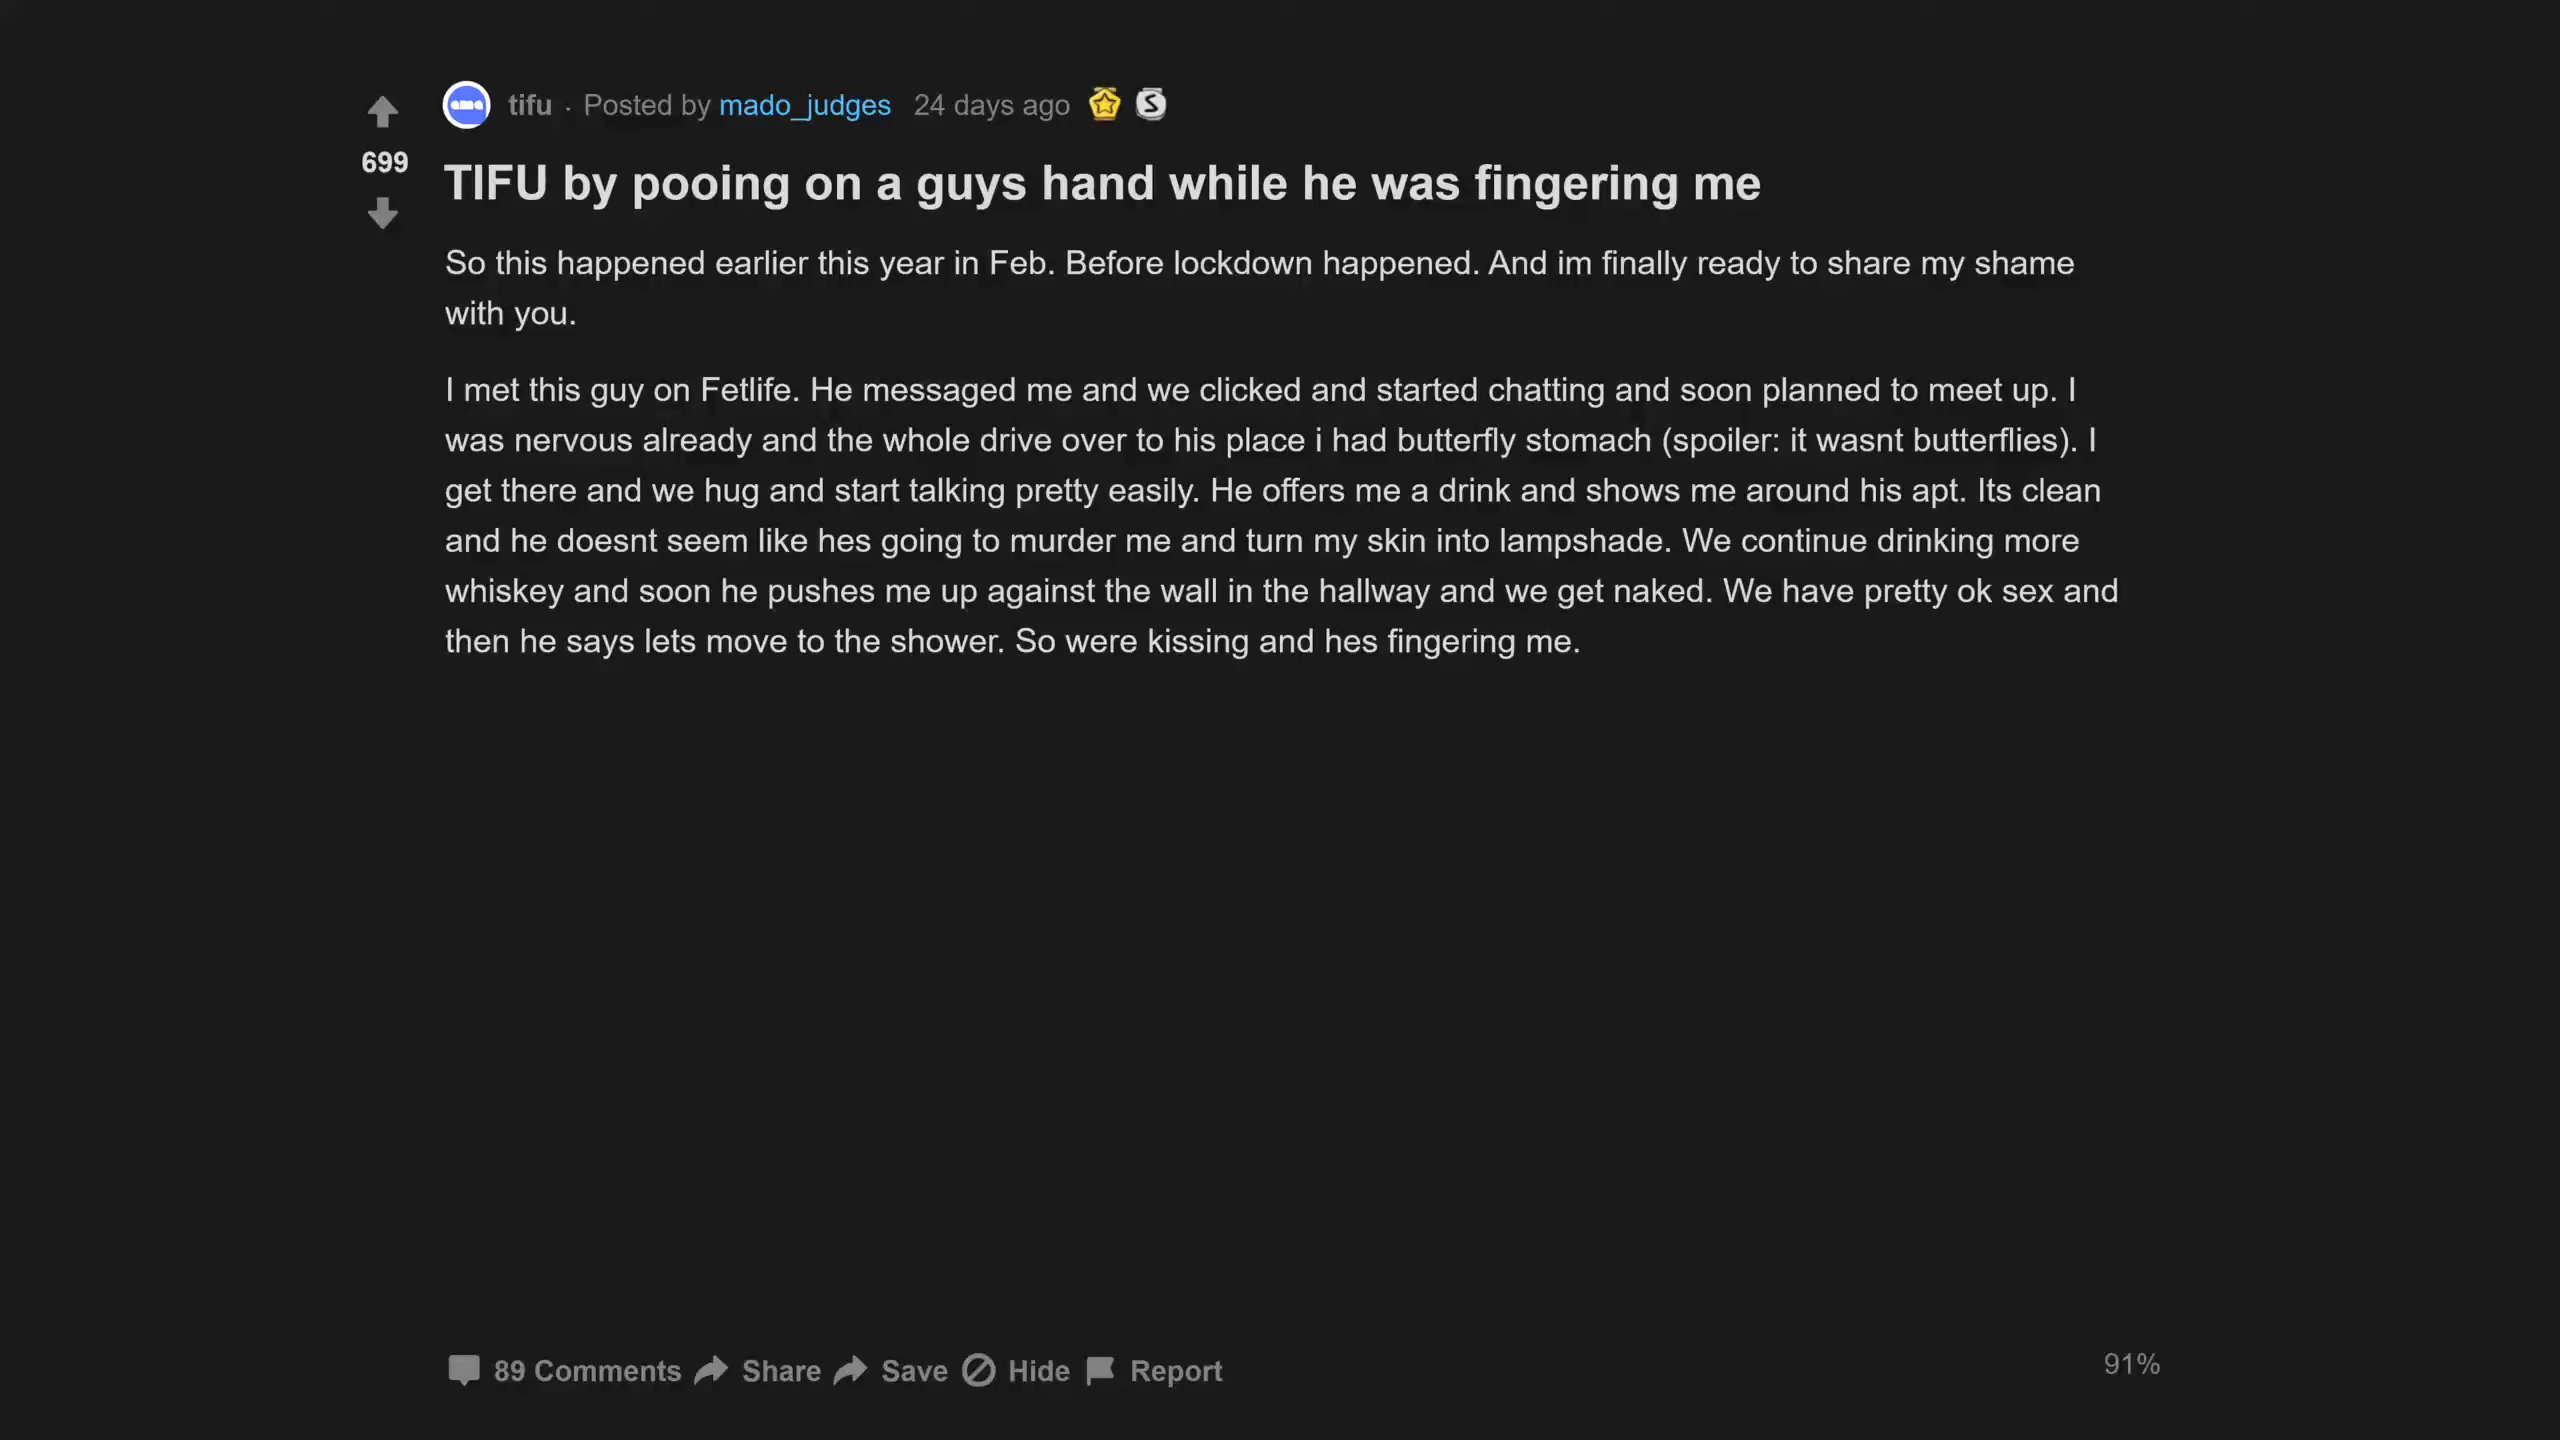 tifu · Posted by mado_judges 24 days ago
699
TIFU by pooing on a guys hand while he was fingering me
So this happened earlier this year in Feb. Before lockdown happened. And im finally ready to share my shame
with you.
I met this guy on Fetlife. He messaged me and we clicked and started chatting and soon planned to meet up. I
was nervous already and the whole drive over to his place i had butterfly stomach (spoiler: it wasnt butterflies). I
get there and we hug and start talking pretty easily. He offers me a drink and shows me around his apt. Its clean
and he doesnt seem like hes going to murder me and turn my skin into lampshade. We continue drinking more
whiskey and soon he pushes me up against the wall in the hallway and we get naked. We have pretty ok sex and
then he says lets move to the shower. So were kissing and hes fingering me.
89 Comments Share Save Hide Report
91%